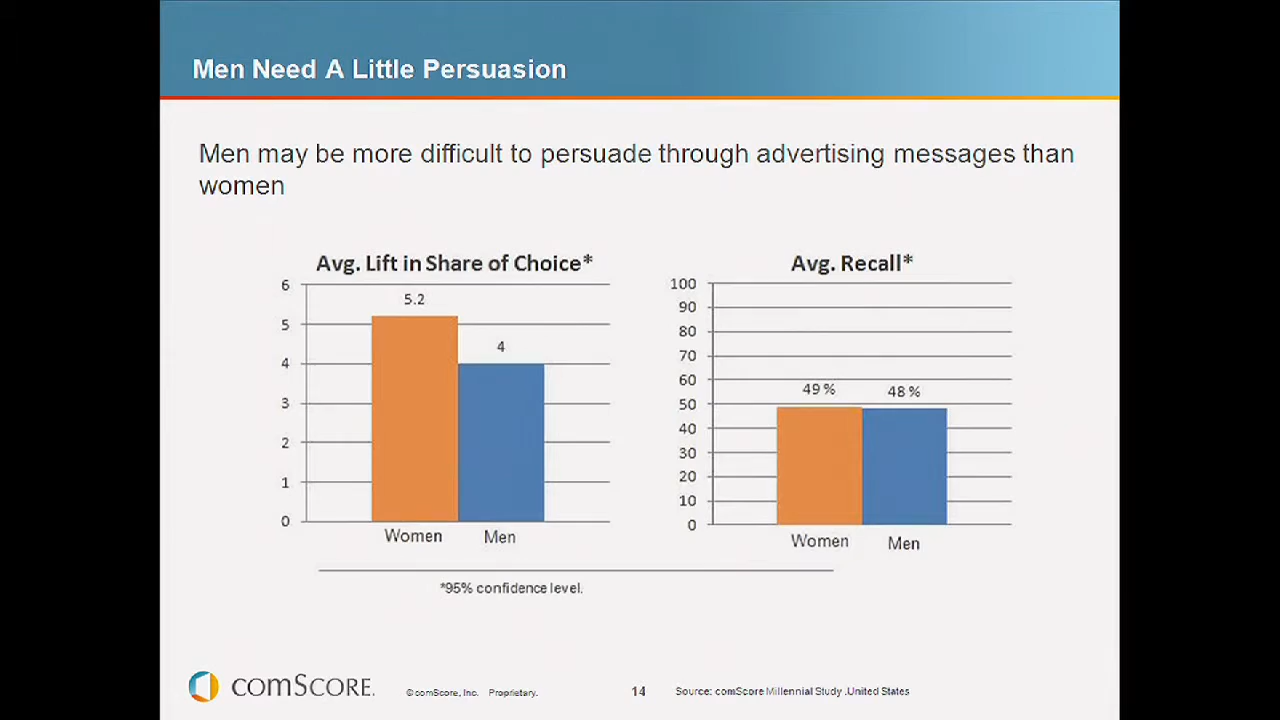 Men Need A Little Persuasion
Men may be more difficult to persuade through advertising messages than
women
Avg. Lift in Share of Choice*
6
5
4
3
2
1
0
5.2
4
Women
Men
Avg. Recall*
100
90
80
70
60
50
40
30
20
10
0
49 %
48 %
Women
Men
*95% confidence level.
comScore.
© comScore, Inc. Proprietary.
14
Source: comScore Millennial Study .United States